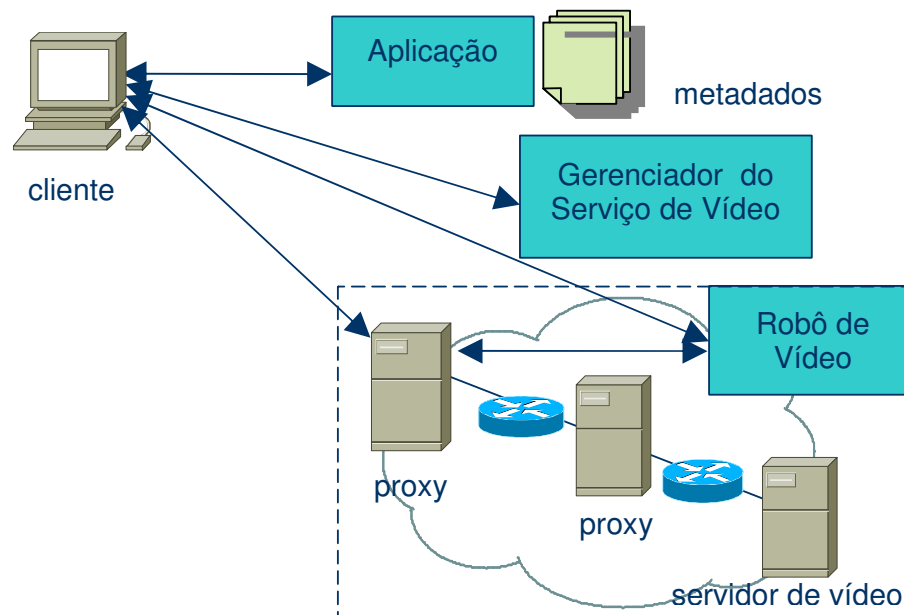 Aplicação
metadados
cliente
Gerenciador do
Serviço de Vídeo
Robô de
Vídeo
proxy
proxy
servidor de vídeo